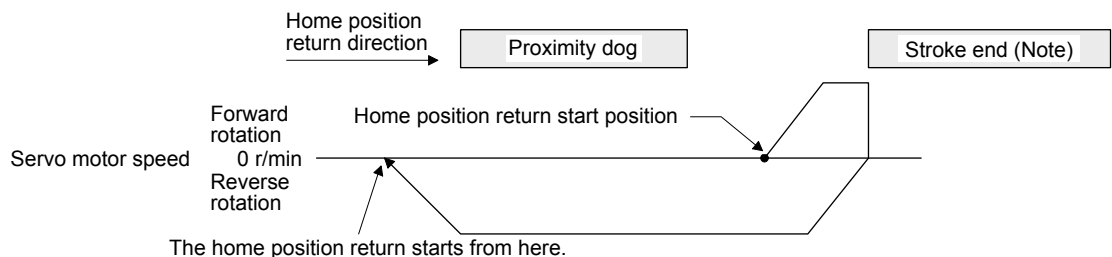 Home position
return direction
Proximity dog
Stroke end (Note)
Forward
rotation
Home position return start position
Servo motor speed
0 r/min
Reverse
rotation
The home position return starts from here.